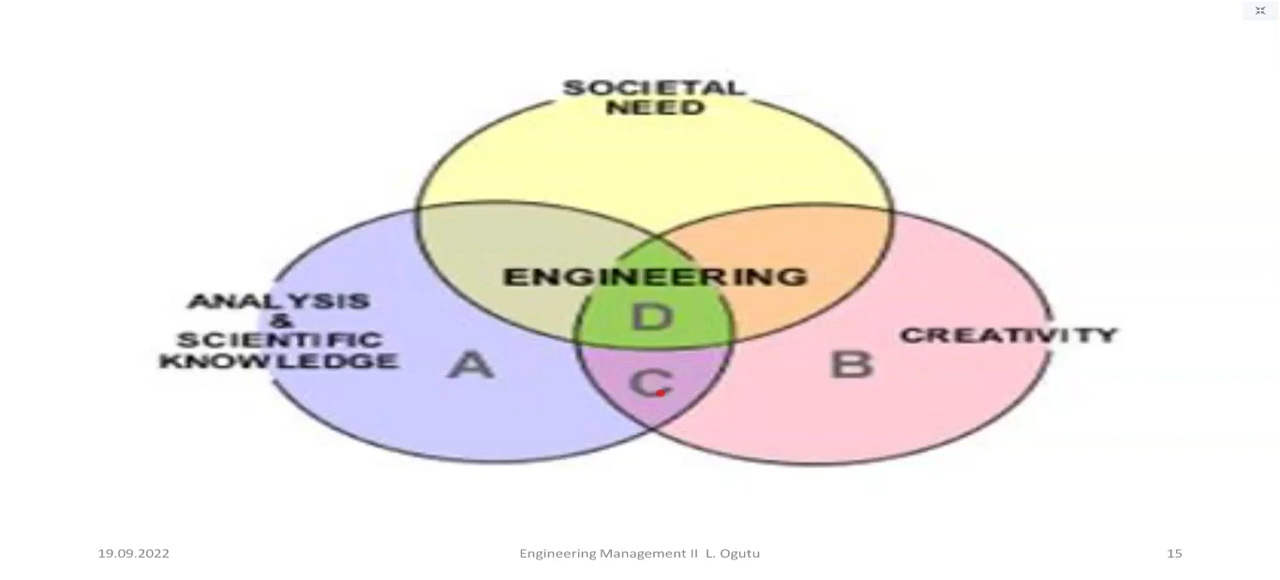 SOCIETAL
NEED
ENGINEERING
ANALYSIS
&
SCIENTIFIC
KNOWLEDGE
CREATIVITY
D
A
B
C
19.09.2022
Engineering Management II L. Ogutu
15